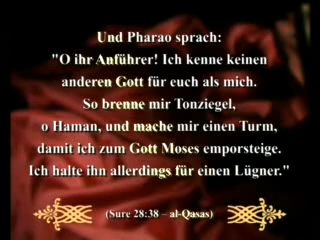 Und Pharao sprach:
"O ihr Anführer! Ich kenne keinen
anderen Gott für euch als mich.
So brenne mir Tonziegel,
o Haman, und mache mir einen Turm,
damit ich zum Gott Moses emporsteige.
Ich halte ihn allerdings für einen Lügner."
(Sure 28:38 – al-Qasas)